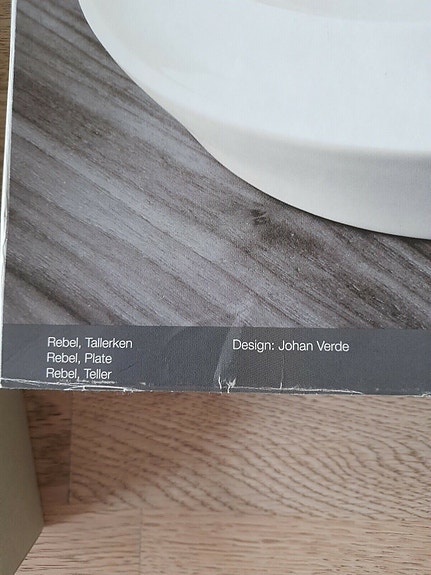 Rebel, Tallerken
Rebel, Plate
Rebel, Teller
Design: Johan Verde